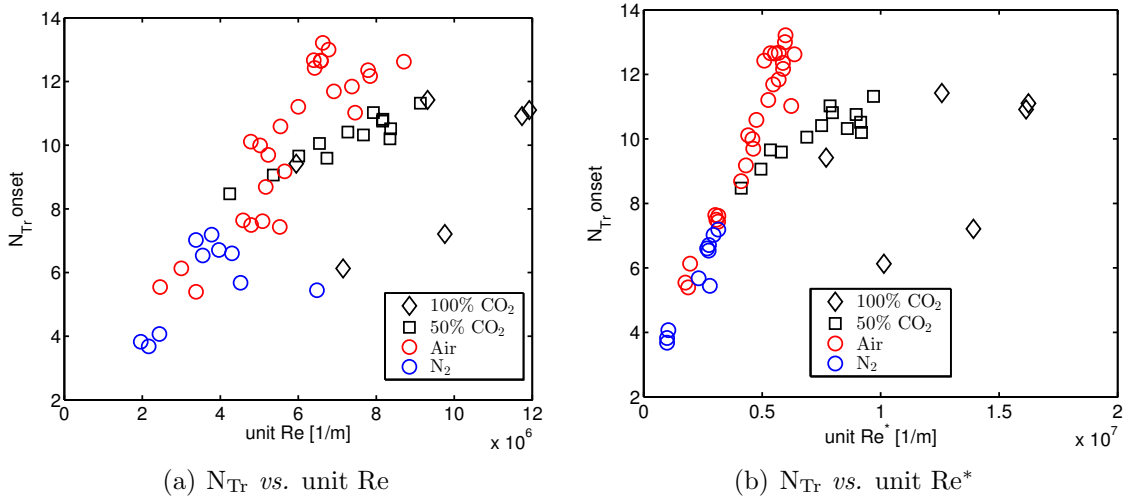 14
12
10
8
6
4
2
N_Tr onset
0 2 4 6 8 10 12
unit Re [1/m]
x 10^6
100% CO₂
50% CO₂
Air
N₂
(a) N_Tr vs. unit Re
14
12
10
8
6
4
2
N_Tr onset
0 0.5 1 1.5 2
unit Re^* [1/m]
x 10^7
100% CO₂
50% CO₂
Air
N₂
(b) N_Tr vs. unit Re*